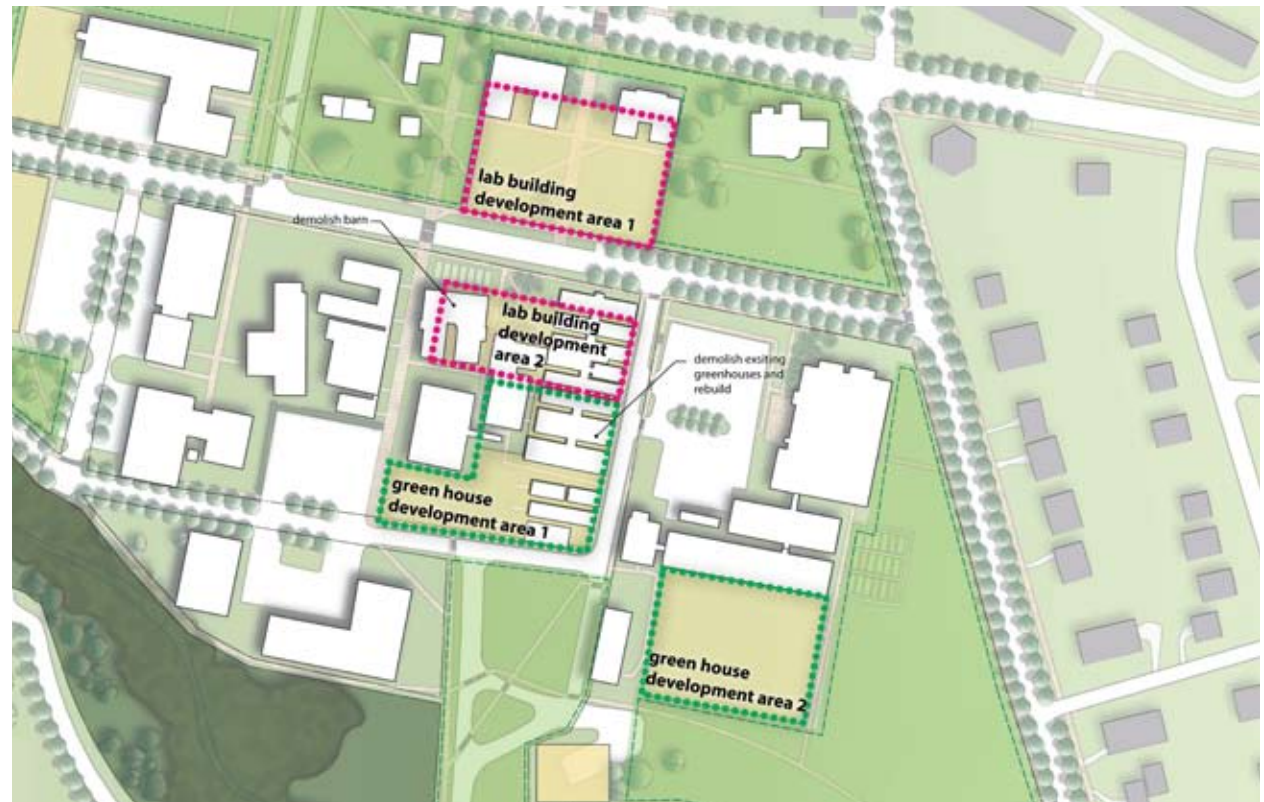 lab building
development area 1
demolish barn
lab building
development
area 2
demolish exsiting
greenhouses and
rebuild
green house
development area 1
green house
development area 2